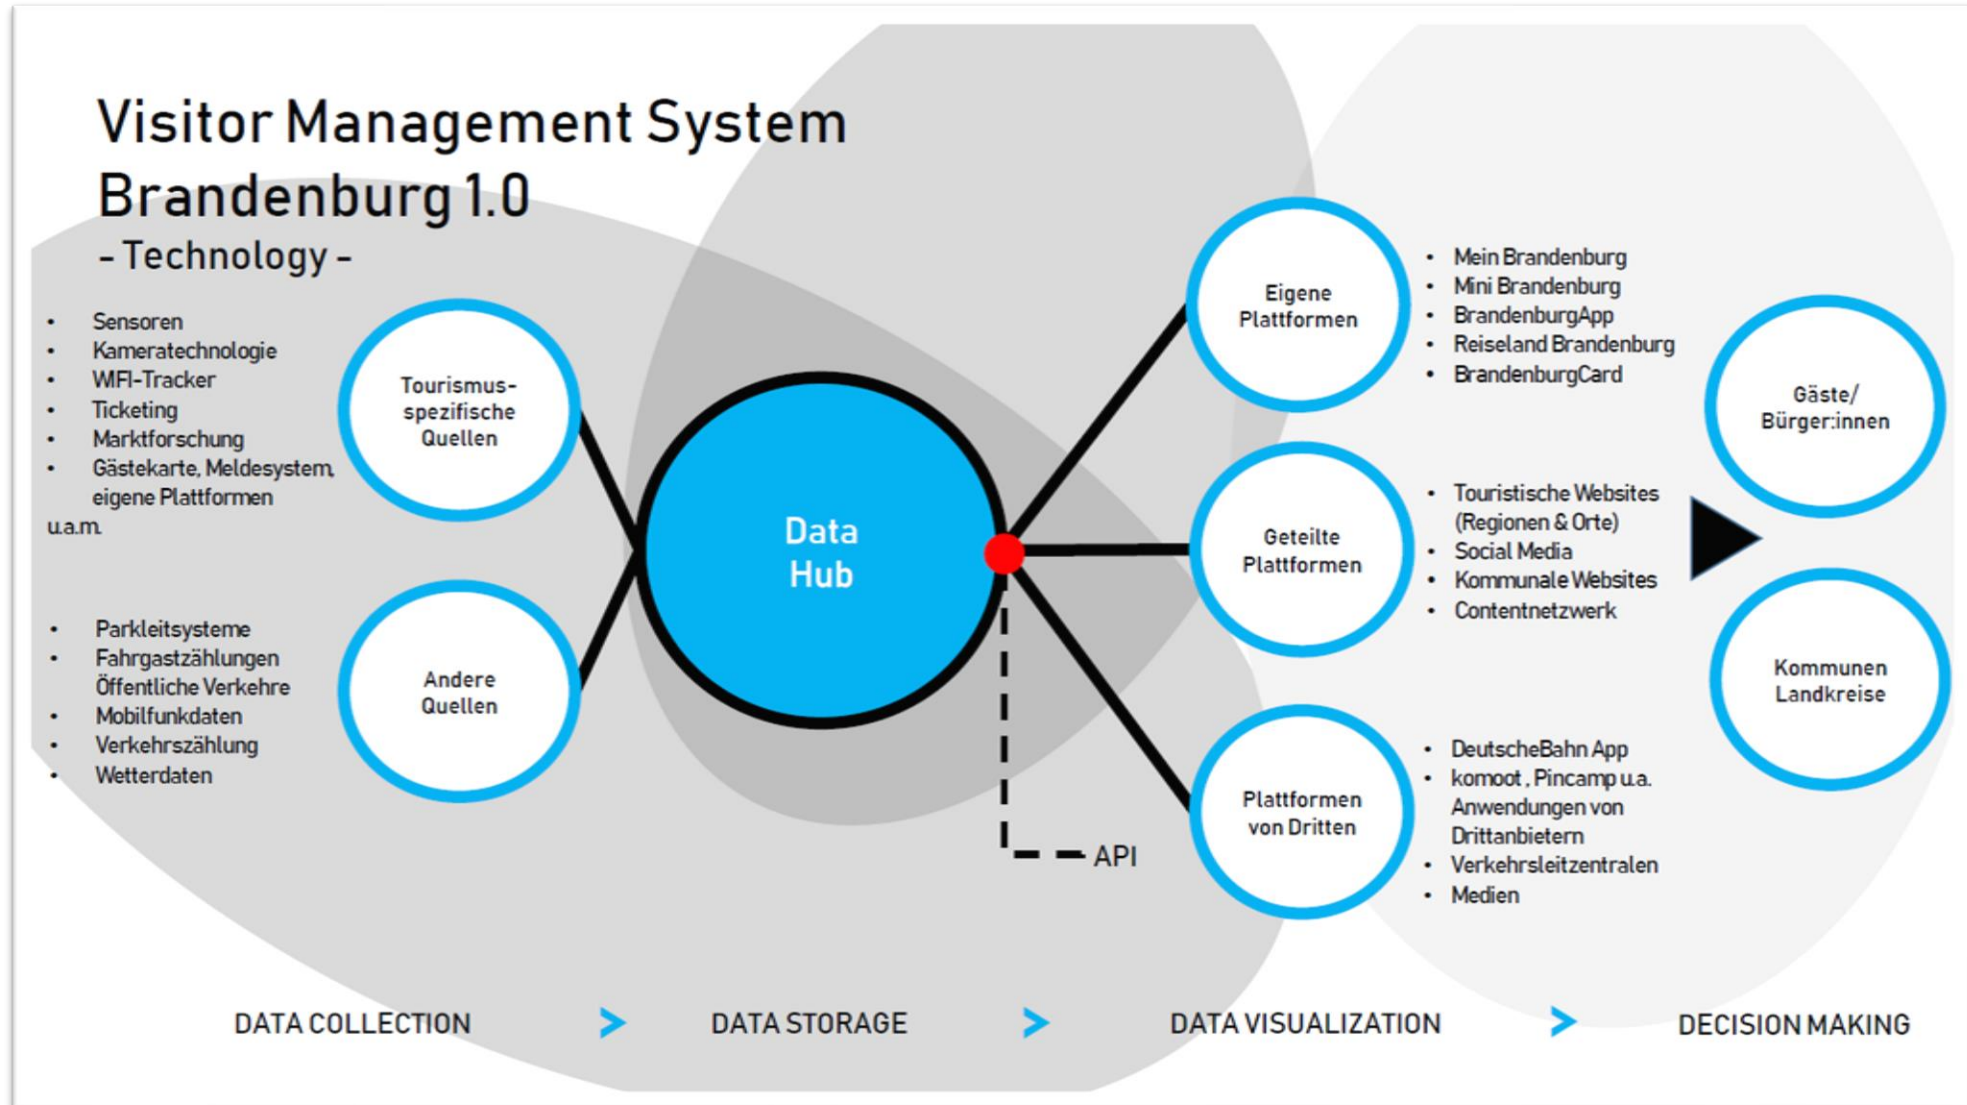 Visitor Management System
Brandenburg 1.0
- Technology -
• Sensoren
• Kameratechnologie
• WIFI-Tracker
• Ticketing
• Marktforschung
• Gästekarte, Meldesystem,
eigene Plattformen
u.a.m.
Tourismus-
spezifische
Quellen
• Parkleitsysteme
• Fahrgastzählungen
Öffentliche Verkehre
• Mobilfunkdaten
• Verkehrszählung
• Wetterdaten
Andere
Quellen
Data
Hub
API
Eigene
Plattformen
• Mein Brandenburg
• Mini Brandenburg
• BrandenburgApp
• Reiseland Brandenburg
• BrandenburgCard
Geteilte
Plattformen
• Touristische Websites
(Regionen & Orte)
• Social Media
• Kommunale Websites
• Contentnetzwerk
Plattformen
von Dritten
• DeutscheBahn App
• komoot , Pincamp u.a.
Anwendungen von
Drittanbietern
• Verkehrsleitzentralen
• Medien
Gäste/
Bürger:innen
Kommunen
Landkreise
DATA COLLECTION > DATA STORAGE > DATA VISUALIZATION > DECISION MAKING